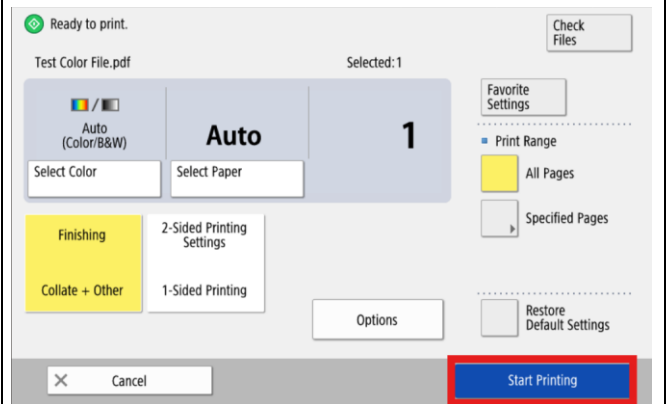 Ready to print.
Check
Files
Test Color File.pdf
Selected:1
Favorite
Settings
/
Auto
(Color/B&W)
Auto
1
Select Color
Select Paper
Print Range
All Pages
Specified Pages
Finishing
Collate + Other
2-Sided Printing
Settings
1-Sided Printing
Options
Restore
Default Settings
Cancel
Start Printing